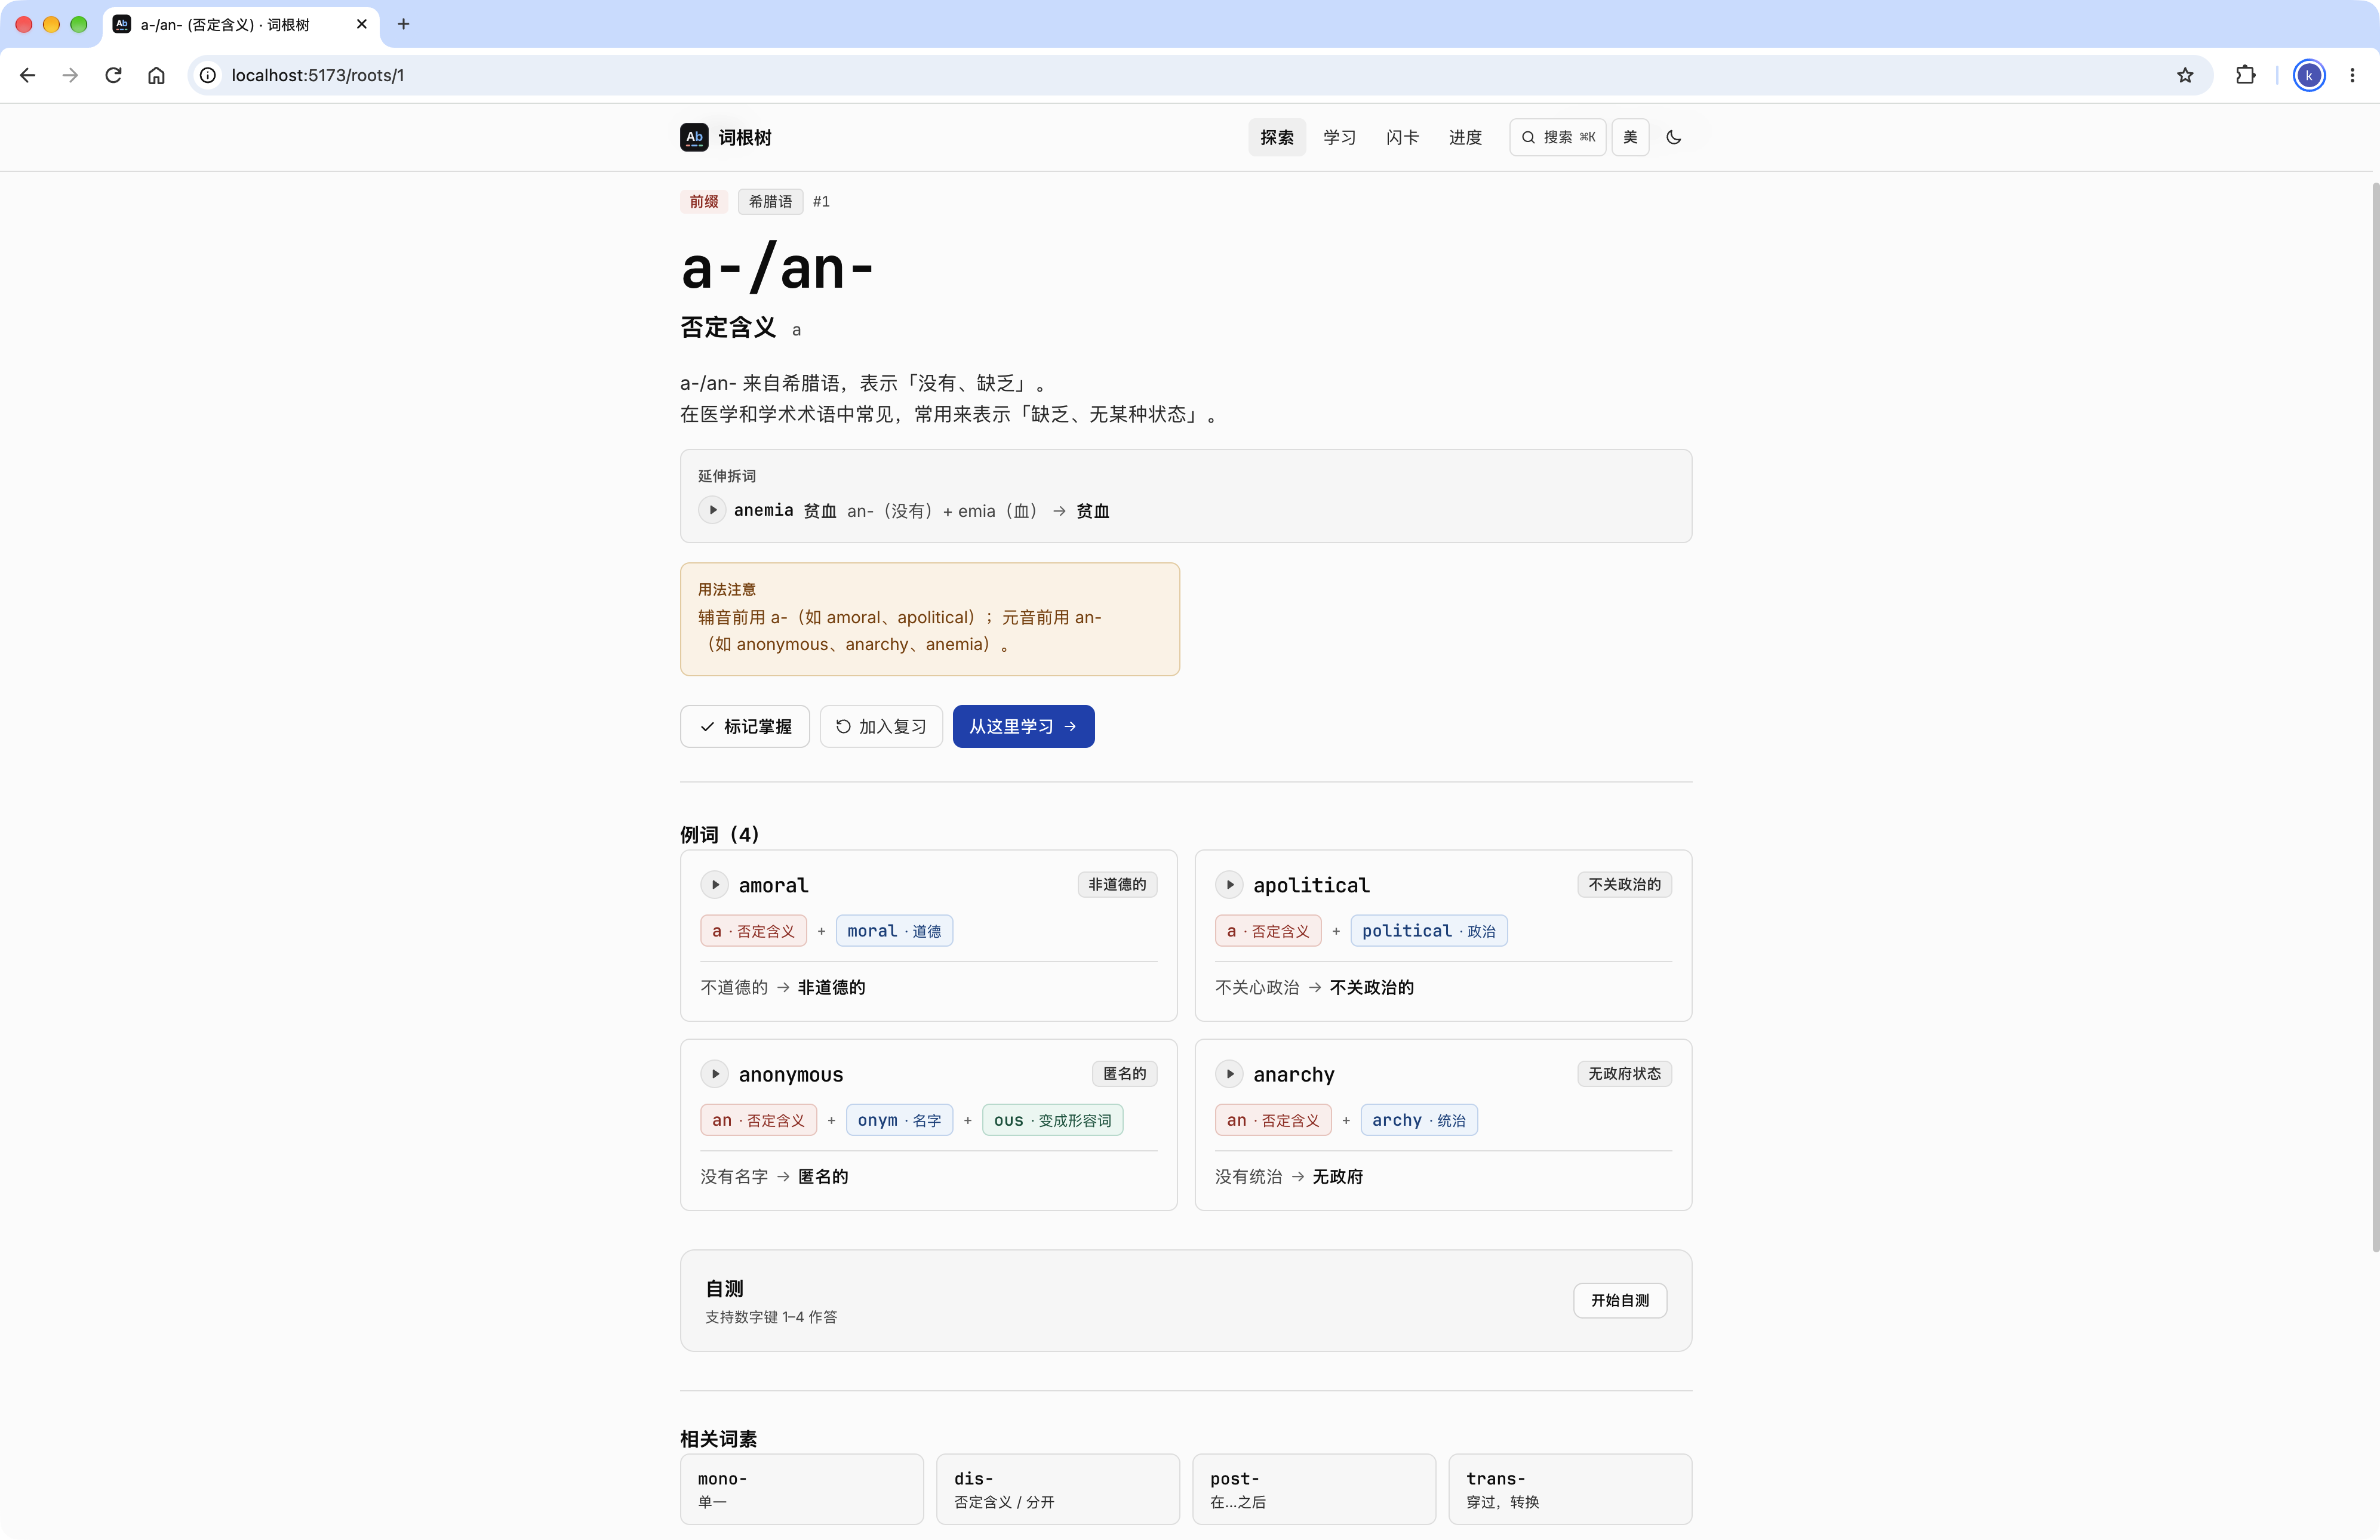 a-/an- (否定含义) · 词根树
localhost:5173/roots/1
k
Ab 词根树
探索 学习 闪卡 进度 搜索 ⌘K 美
前缀 希腊语 #1
a-/an-
否定含义 a
a-/an- 来自希腊语，表示「没有、缺乏」。
在医学和学术术语中常见，常用来表示「缺乏、无某种状态」。
延伸拆词
anemia 贫血 an-（没有）+ emia（血） → 贫血
用法注意
辅音前用 a-（如 amoral、apolitical）；元音前用 an-
（如 anonymous、anarchy、anemia）。
标记掌握 加入复习 从这里学习 →
例词（4）
amoral 非道德的
a · 否定含义 + moral · 道德
不道德的 → 非道德的
apolitical 不关政治的
a · 否定含义 + political · 政治
不关心政治 → 不关政治的
anonymous 匿名的
an · 否定含义 + onym · 名字 + ous · 变成形容词
没有名字 → 匿名的
anarchy 无政府状态
an · 否定含义 + archy · 统治
没有统治 → 无政府
自测
支持数字键 1–4 作答
开始自测
相关词素
mono-
单一
dis-
否定含义 / 分开
post-
在...之后
trans-
穿过，转换